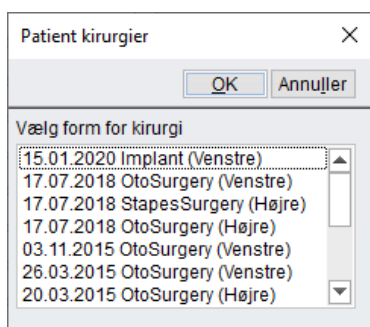 Patient kirurgier
OK
Annuller
Vælg form for kirurgi
15.01.2020 Implant (Venstre)
17.07.2018 OtoSurgery (Venstre)
17.07.2018 StapesSurgery (Højre)
17.07.2018 OtoSurgery (Højre)
03.11.2015 OtoSurgery (Venstre)
26.03.2015 OtoSurgery (Venstre)
20.03.2015 OtoSurgery (Højre)